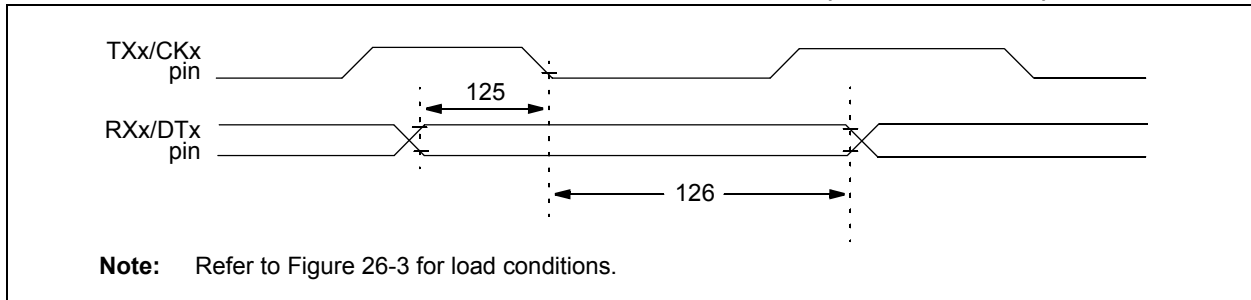 TXx/CKx
pin
125
RXx/DTx
pin
126
Note: Refer to Figure 26-3 for load conditions.